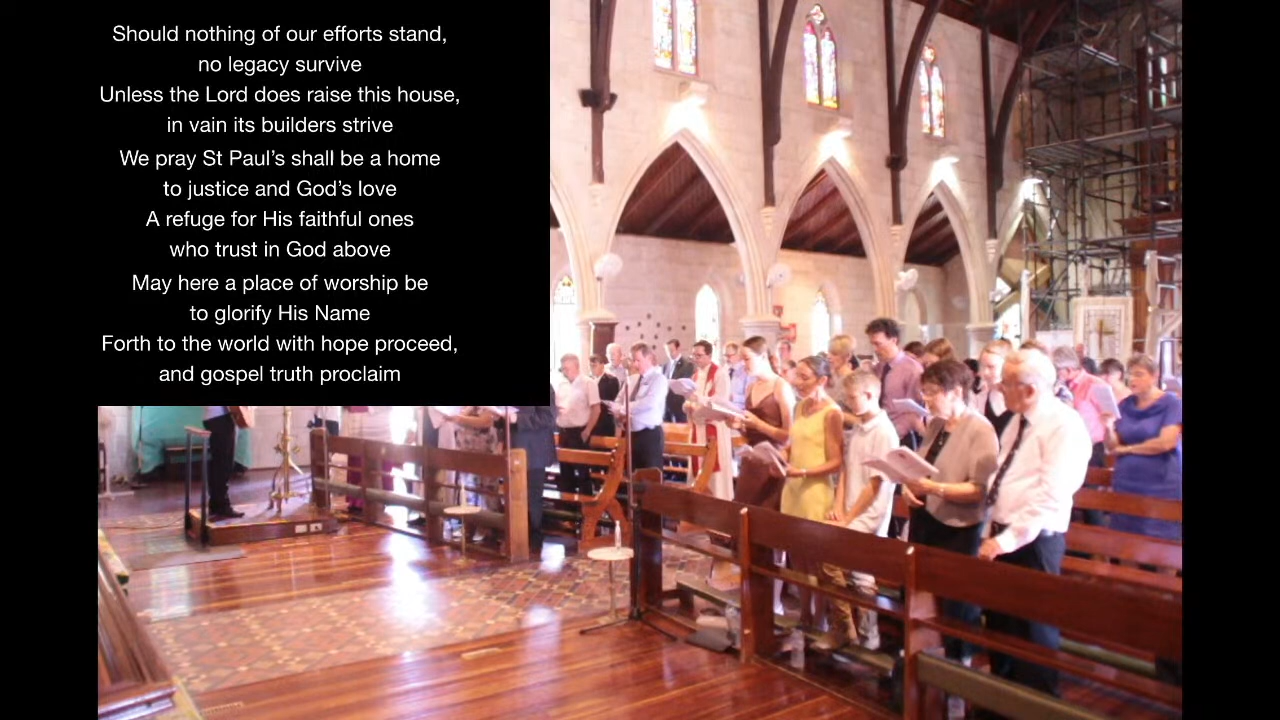 Should nothing of our efforts stand,
no legacy survive
Unless the Lord does raise this house,
in vain its builders strive
We pray St Paul’s shall be a home
to justice and God’s love
A refuge for His faithful ones
who trust in God above
May here a place of worship be
to glorify His Name
Forth to the world with hope proceed,
and gospel truth proclaim